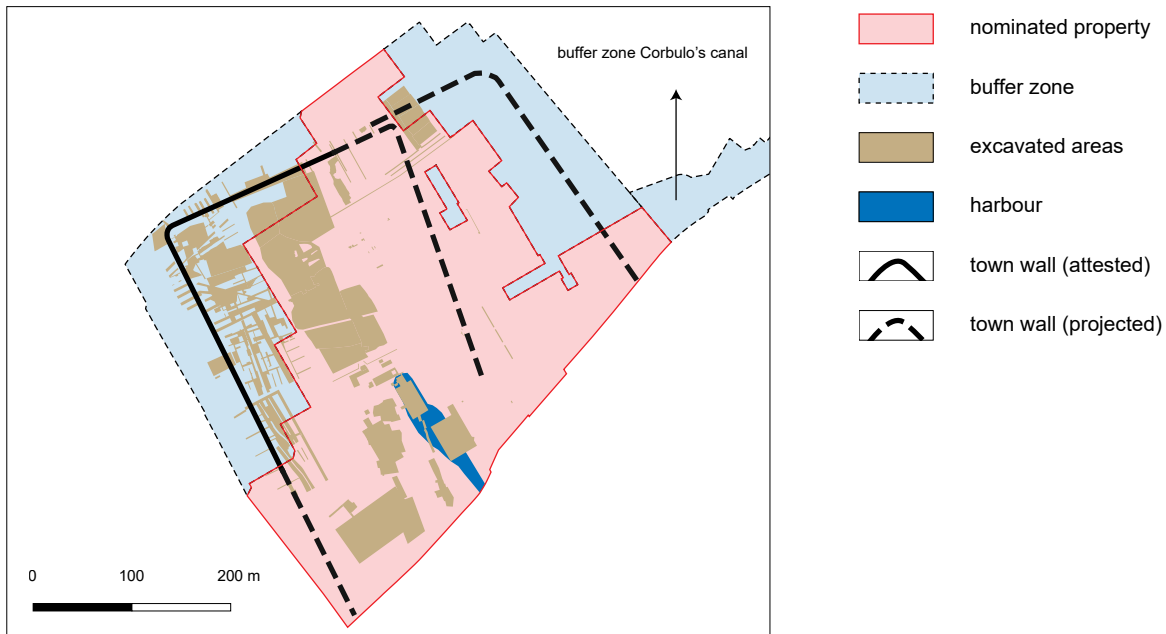 buffer zone Corbulo's canal
0 100 200 m
nominated property
buffer zone
excavated areas
harbour
town wall (attested)
town wall (projected)